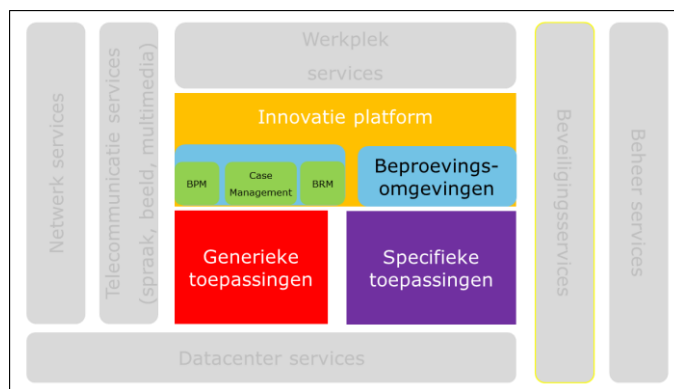 Netwerk services
Telecommunicatie services
(spraak, beeld, multimedia)
Werkplek
services
Innovatie platform
BPM
Case
Management
BRM
Beproevings-
omgevingen
Generieke
toepassingen
Specifieke
toepassingen
Datacenter services
Beveiligingsservices
Beheer services